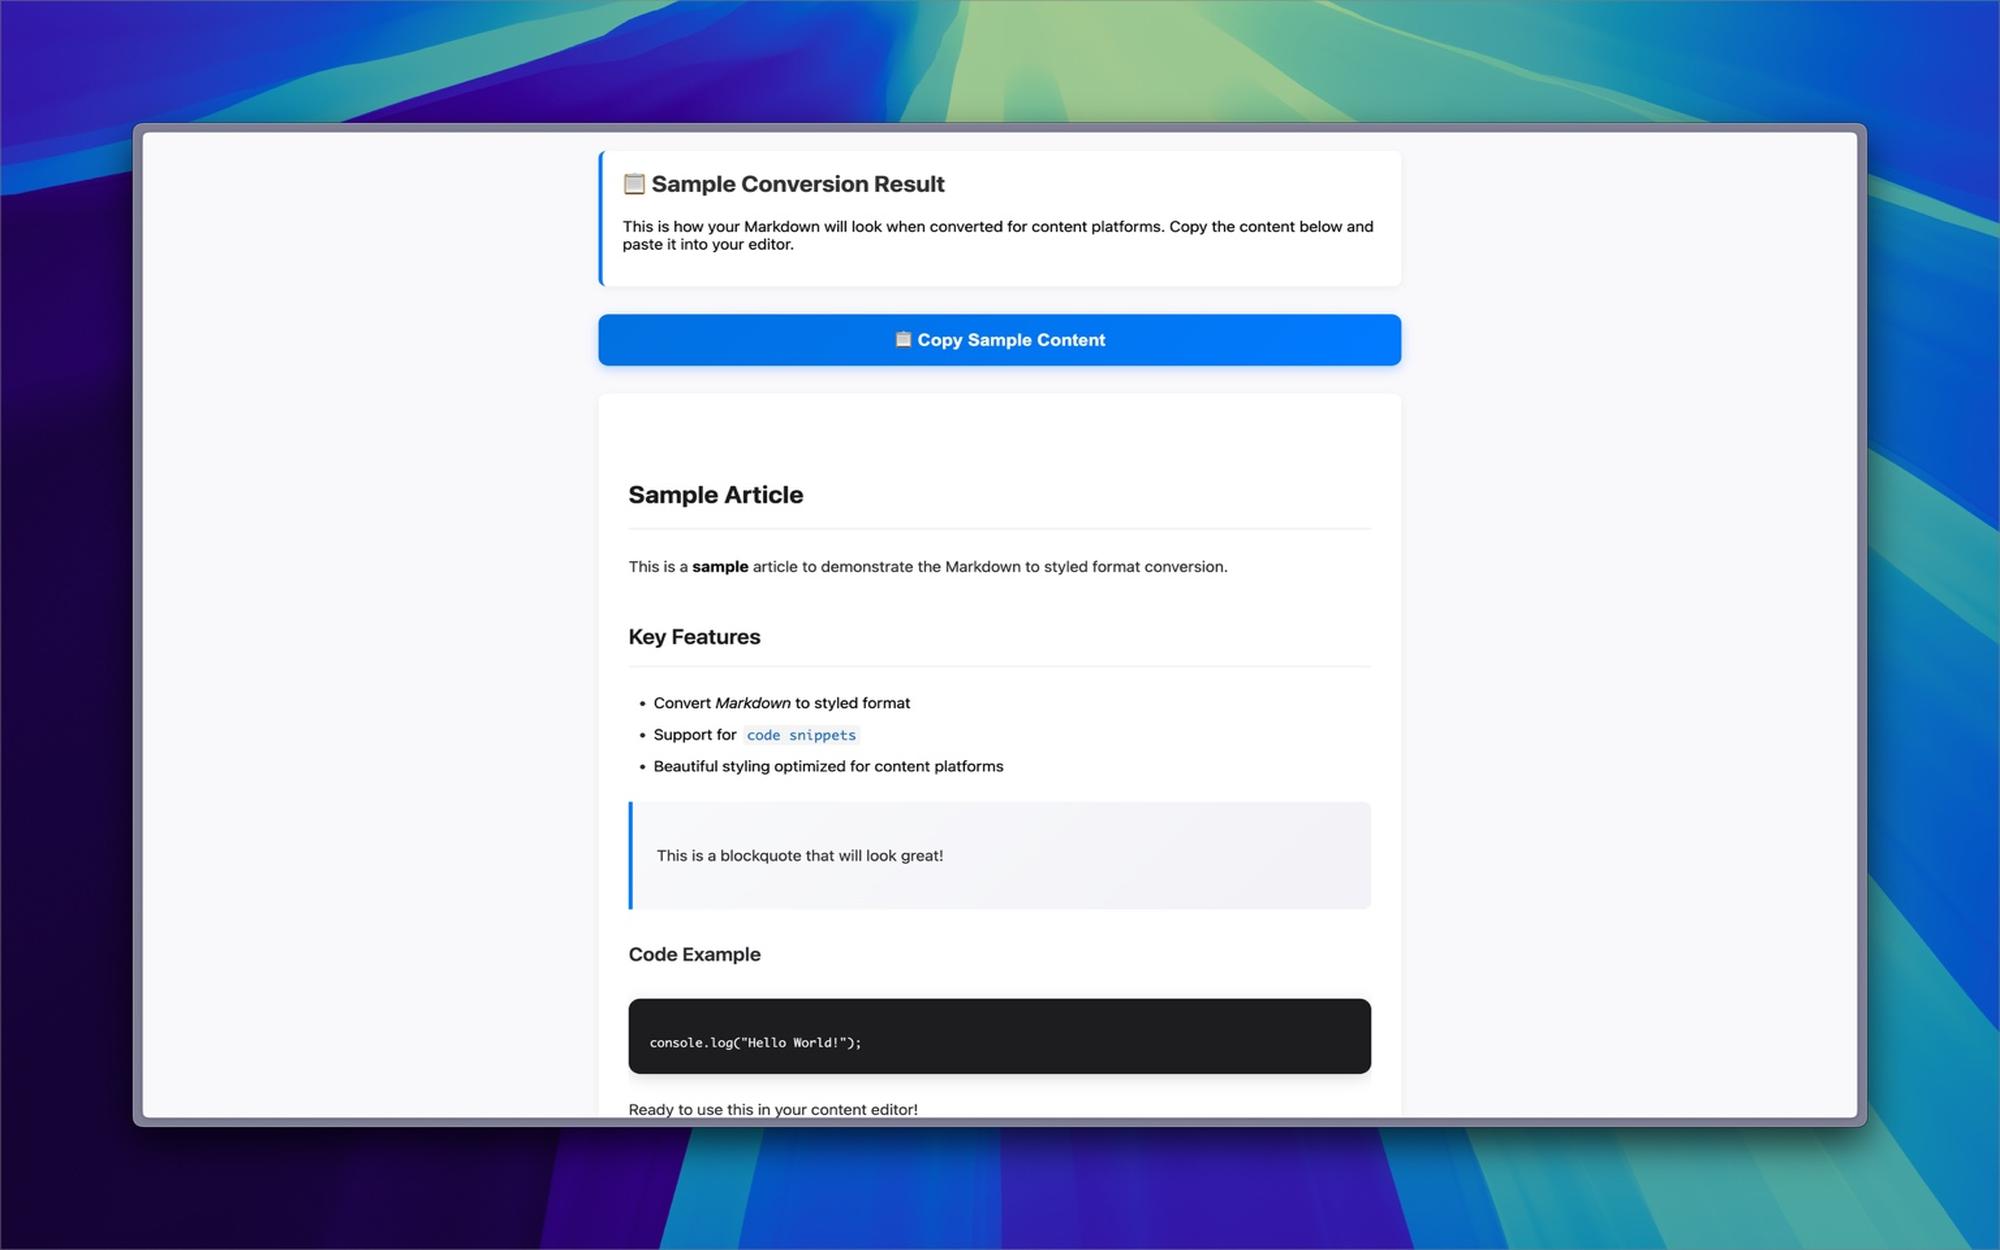 📋 Sample Conversion Result
This is how your Markdown will look when converted for content platforms. Copy the content below and
paste it into your editor.
📋 Copy Sample Content
Sample Article
This is a sample article to demonstrate the Markdown to styled format conversion.
Key Features
• Convert Markdown to styled format
• Support for code snippets
• Beautiful styling optimized for content platforms
This is a blockquote that will look great!
Code Example
console.log("Hello World!");
Ready to use this in your content editor!